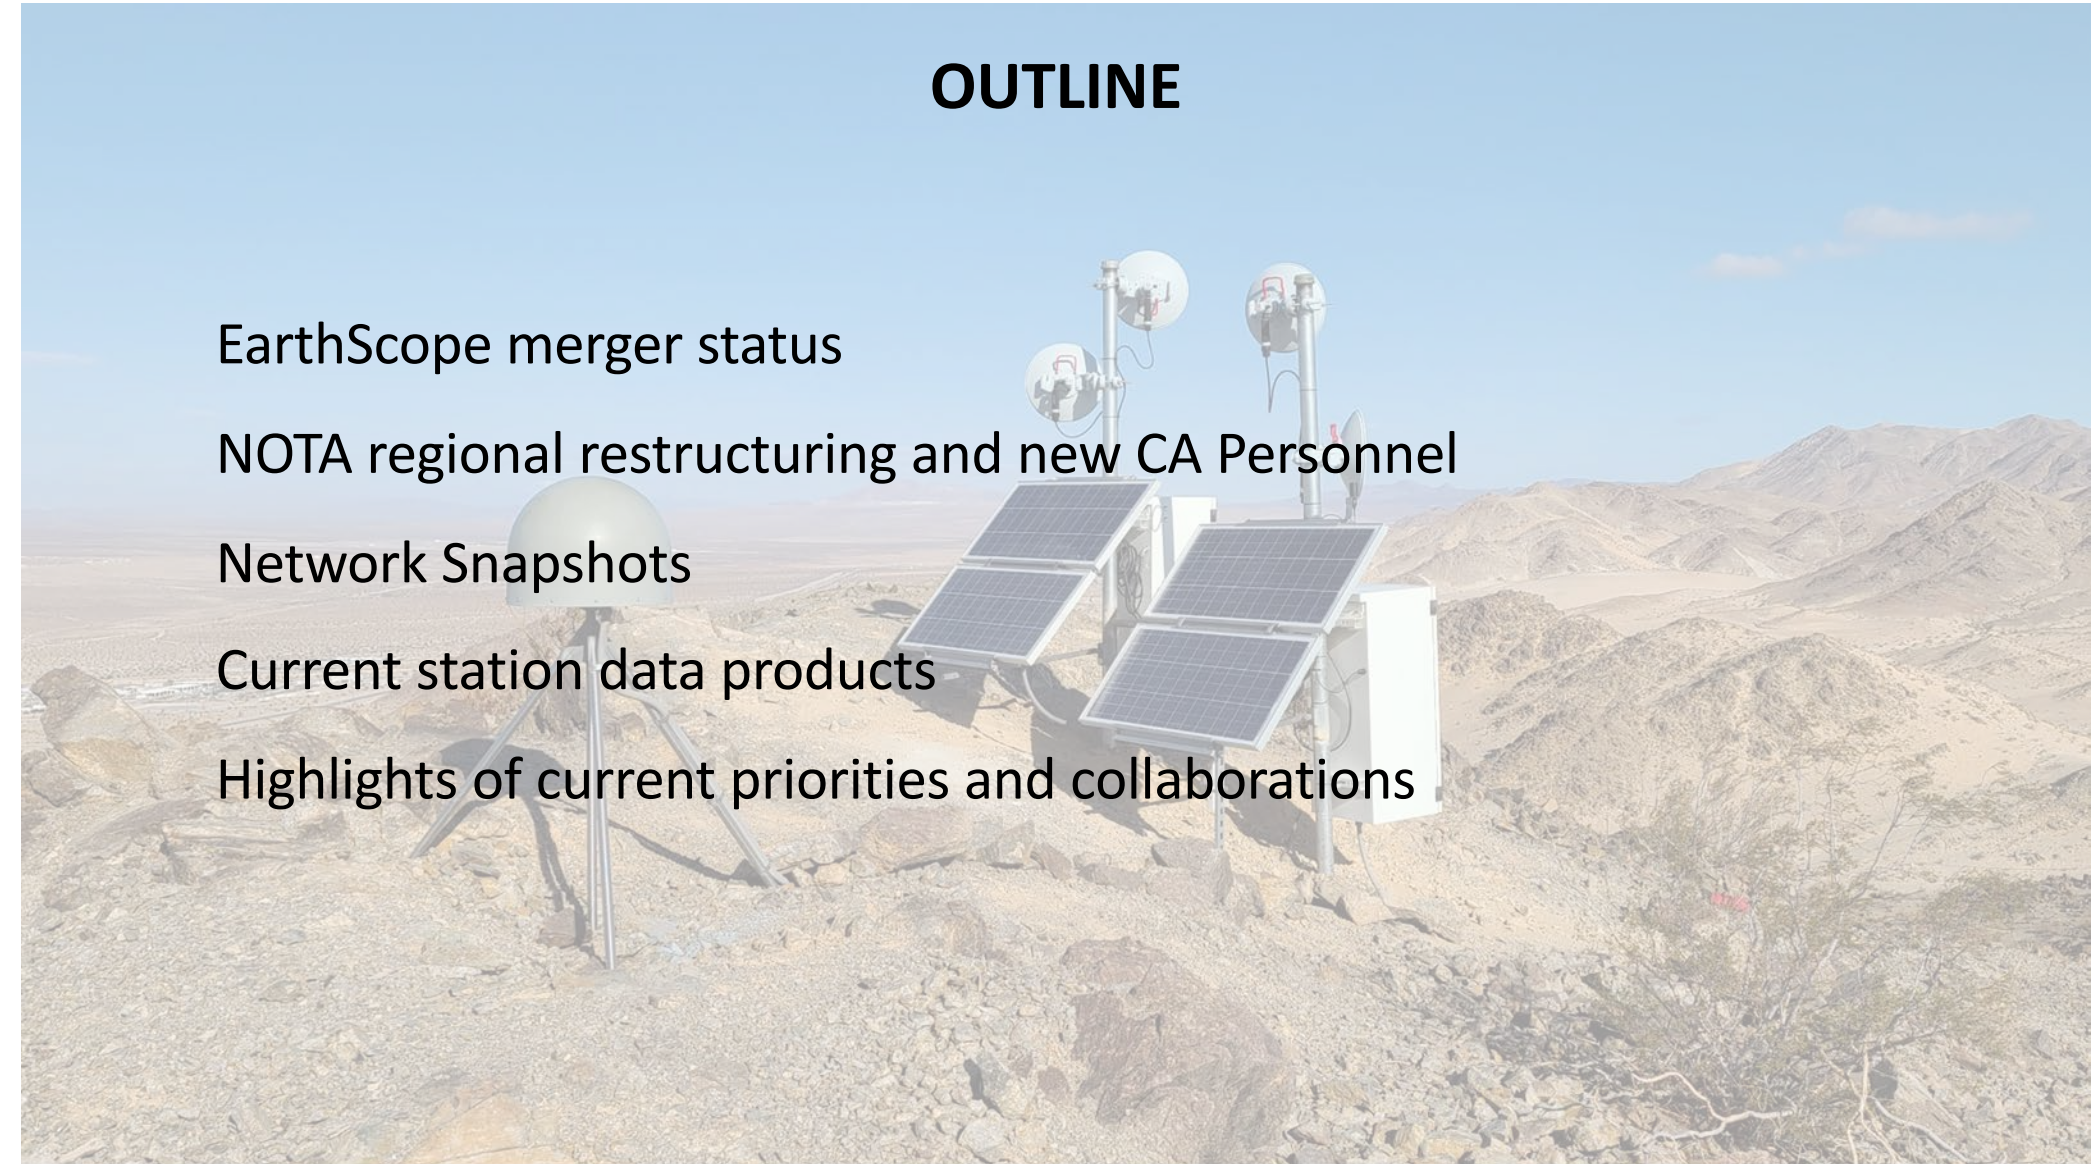 OUTLINE
EarthScope merger status
NOTA regional restructuring and new CA Personnel
Network Snapshots
Current station data products
Highlights of current priorities and collaborations